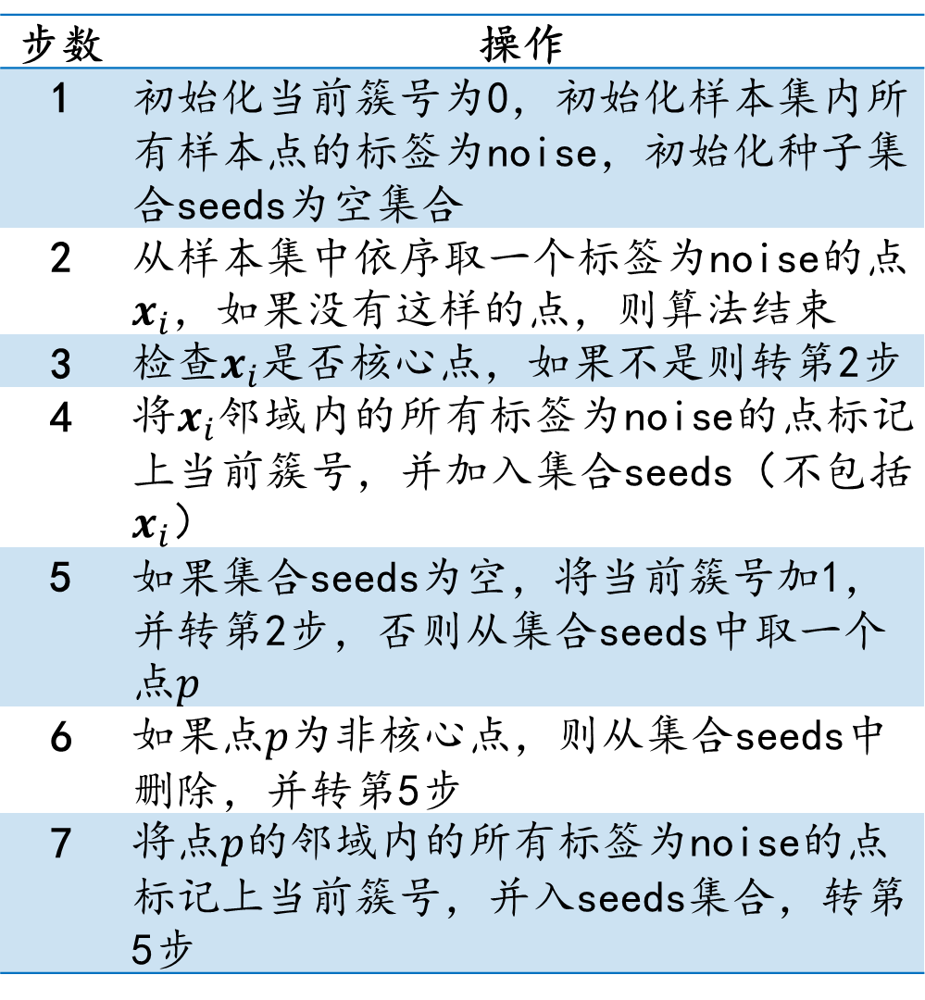 步数 操作
1 初始化当前簇号为0，初始化样本集内所
有样本点的标签为noise，初始化种子集
合seeds为空集合
2 从样本集中依序取一个标签为noise的点
𝒙ᵢ，如果没有这样的点，则算法结束
3 检查𝒙ᵢ是否核心点，如果不是则转第2步
4 将𝒙ᵢ邻域内的所有标签为noise的点标记
上当前簇号，并加入集合seeds（不包括
𝒙ᵢ）
5 如果集合seeds为空，将当前簇号加1，
并转第2步，否则从集合seeds中取一个
点𝑝
6 如果点𝑝为非核心点，则从集合seeds中
删除，并转第5步
7 将点𝑝的邻域内的所有标签为noise的点
标记上当前簇号，并入seeds集合，转第
5步